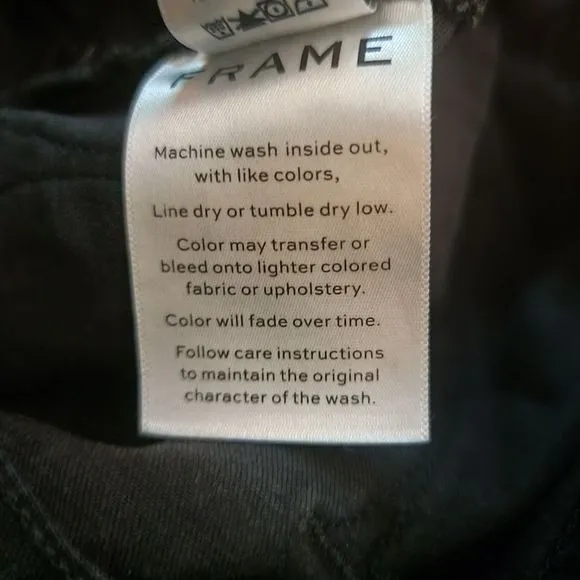 FRAME
Machine wash inside out,
with like colors,
Line dry or tumble dry low.
Color may transfer or
bleed onto lighter colored
fabric or upholstery.
Color will fade over time.
Follow care instructions
to maintain the original
character of the wash.